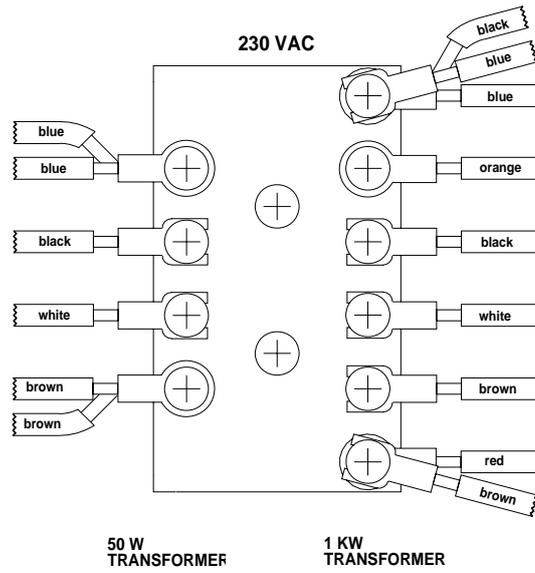 230 VAC
black
blue
blue
orange
black
white
brown
red
brown
blue
blue
black
white
brown
brown
50 W
TRANSFORMER
1 KW
TRANSFORMER